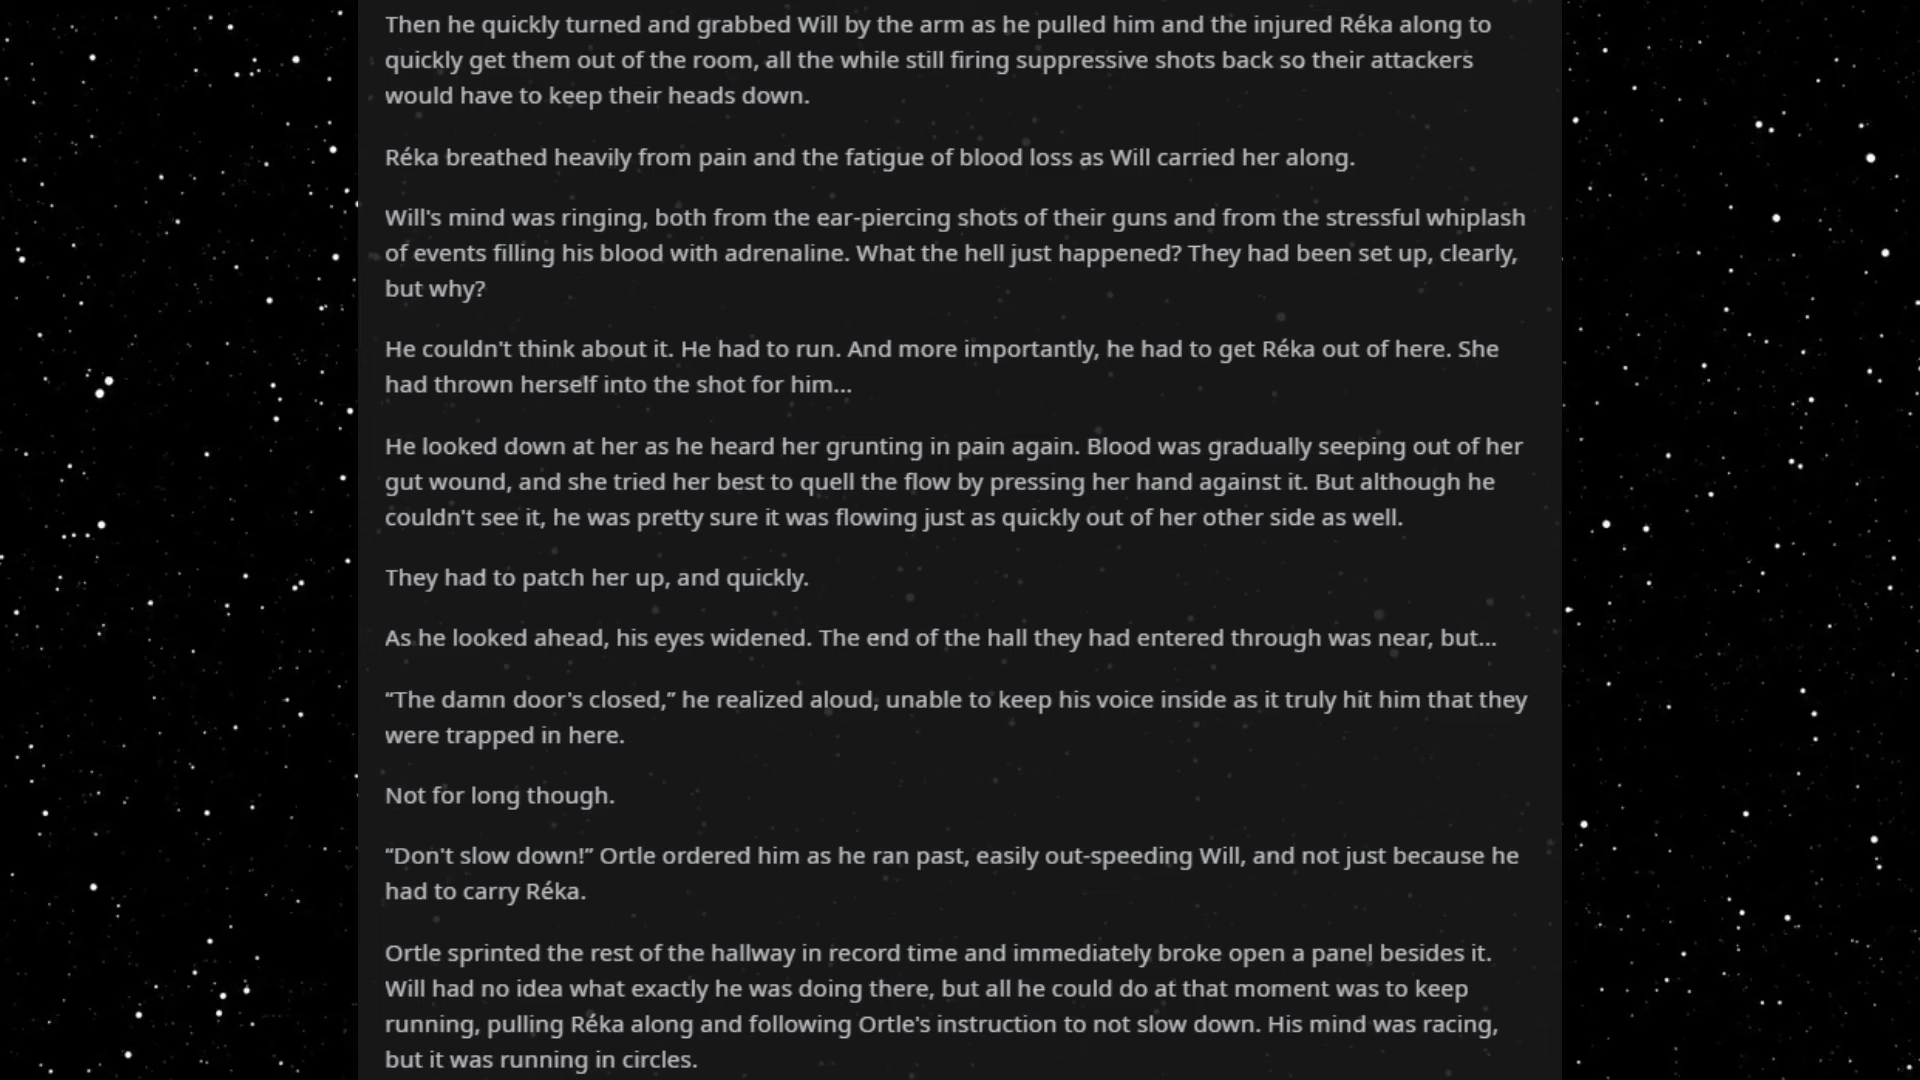 Then he quickly turned and grabbed Will by the arm as he pulled him and the injured Réka along to
quickly get them out of the room, all the while still firing suppressive shots back so their attackers
would have to keep their heads down.
Réka breathed heavily from pain and the fatigue of blood loss as Will carried her along.
Will's mind was ringing, both from the ear-piercing shots of their guns and from the stressful whiplash
of events filling his blood with adrenaline. What the hell just happened? They had been set up, clearly,
but why?
He couldn't think about it. He had to run. And more importantly, he had to get Réka out of here. She
had thrown herself into the shot for him…
He looked down at her as he heard her grunting in pain again. Blood was gradually seeping out of her
gut wound, and she tried her best to quell the flow by pressing her hand against it. But although he
couldn't see it, he was pretty sure it was flowing just as quickly out of her other side as well.
They had to patch her up, and quickly.
As he looked ahead, his eyes widened. The end of the hall they had entered through was near, but…
“The damn door's closed,” he realized aloud, unable to keep his voice inside as it truly hit him that they
were trapped in here.
Not for long though.
“Don't slow down!” Ortle ordered him as he ran past, easily out-speeding Will, and not just because he
had to carry Réka.
Ortle sprinted the rest of the hallway in record time and immediately broke open a panel besides it.
Will had no idea what exactly he was doing there, but all he could do at that moment was to keep
running, pulling Réka along and following Ortle's instruction to not slow down. His mind was racing,
but it was running in circles.